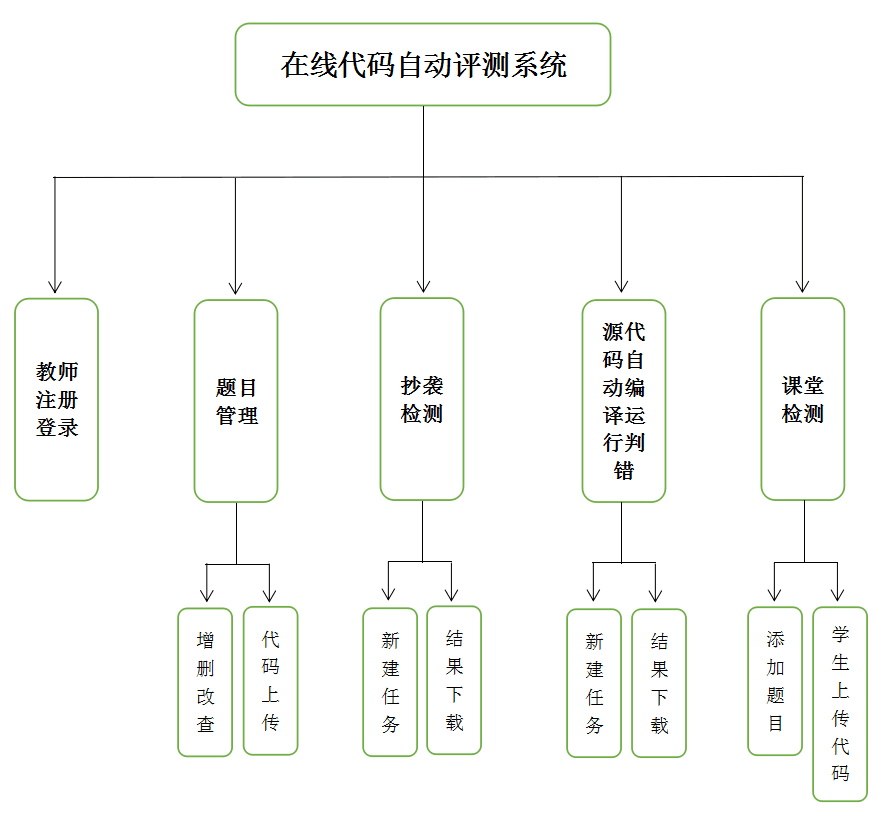 在线代码自动评测系统
教师
注册
登录
题目
管理
抄袭
检测
源代
码自
动编
译运
行判
错
课堂
检测
增删改查
代码上传
新建任务
结果下载
新建任务
结果下载
添加题目
学生上传代码